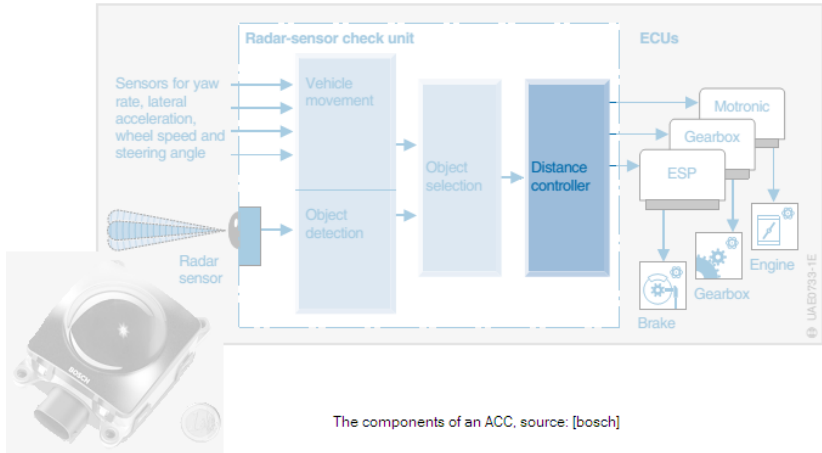 Radar-sensor check unit
ECUs
Sensors for yaw
rate, lateral
acceleration,
wheel speed and
steering angle
Vehicle
movement
Object
detection
Object
selection
Distance
controller
Motronic
Gearbox
ESP
Radar
sensor
Engine
Gearbox
Brake
UAE0733-1E
BOSCH
The components of an ACC, source: [bosch]